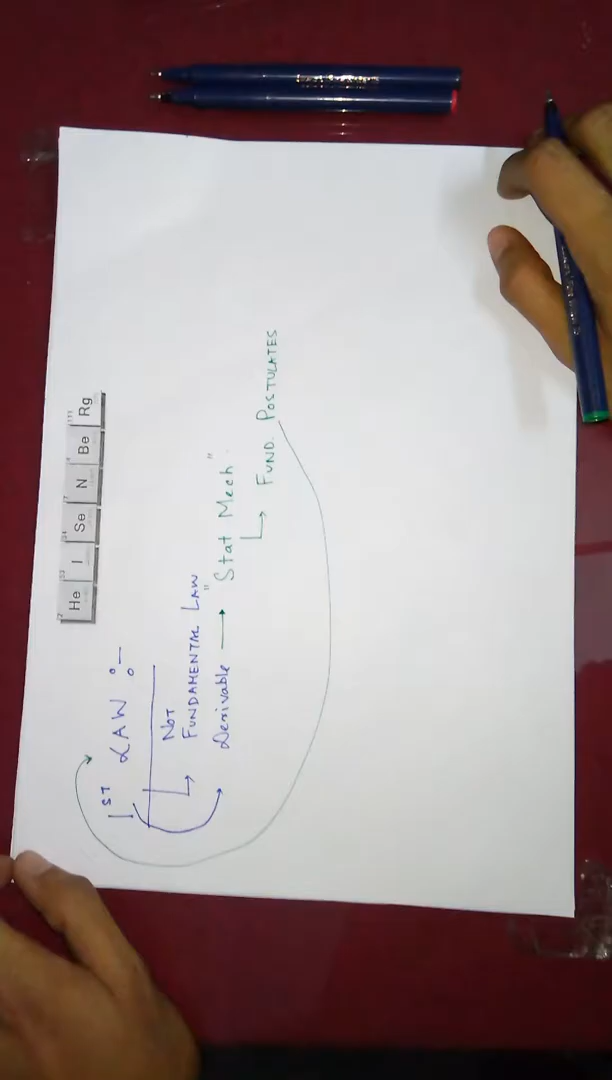 He I Se N Be Rg
1ST LAW :-
NOT
FUNDAMENTAL LAW
Derivable → "Stat Mech"
FUND. POSTULATES